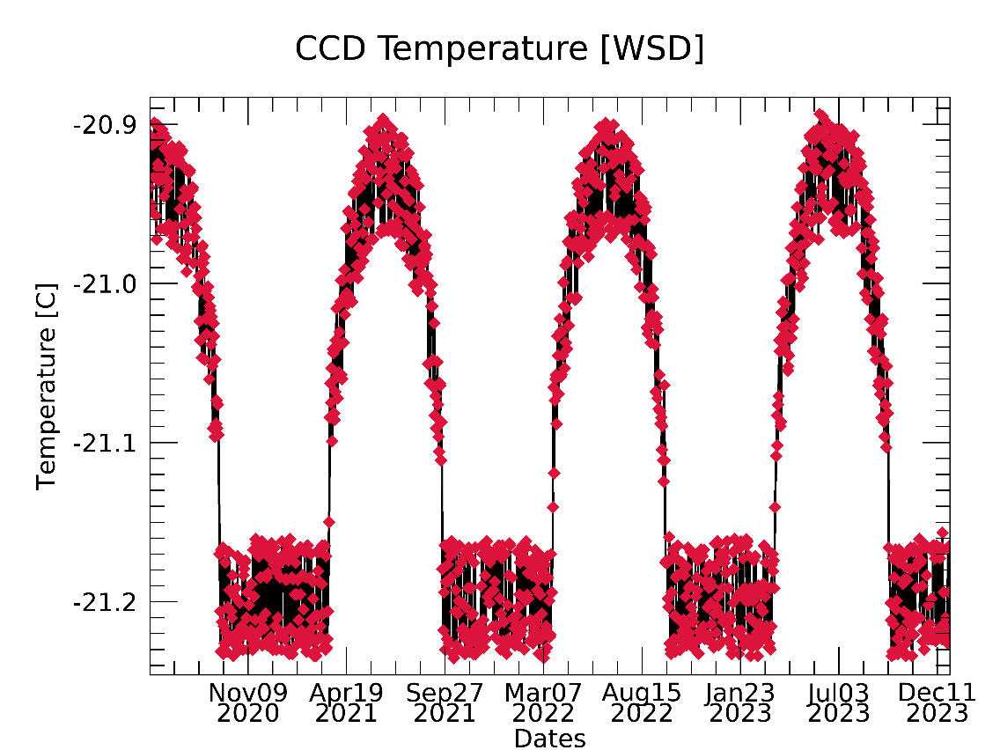 CCD Temperature [WSD]
-20.9
-21.0
-21.1
-21.2
Temperature [C]
Nov09 Apr19 Sep27 Mar07 Aug15 Jan23 Jul03 Dec11
2020 2021 2021 2022 2022 2023 2023 2023
Dates